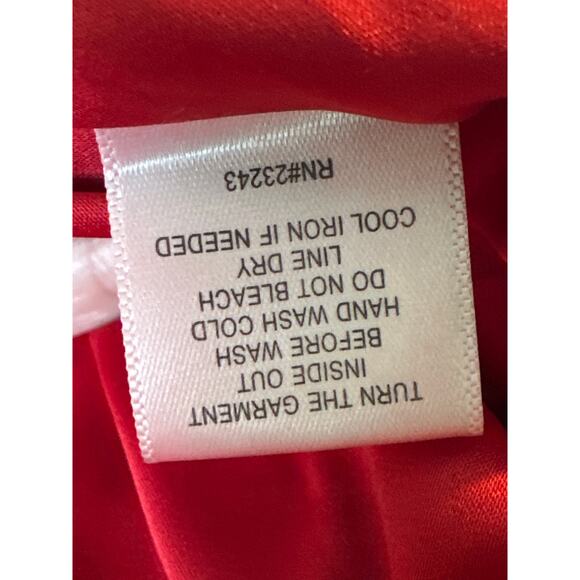 TURN THE GARMENT
INSIDE OUT
BEFORE WASH
HAND WASH COLD
DO NOT BLEACH
LINE DRY
COOL IRON IF NEEDED
RN#23243